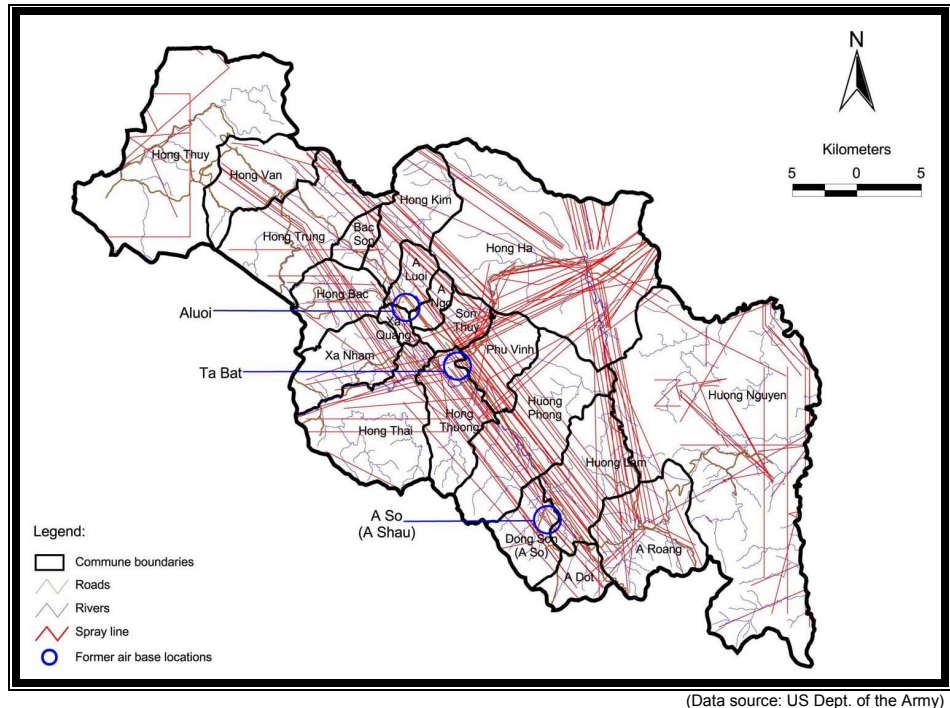 N
Kilometers
5 0 5
Hong Thuy
Hong Van
Hong Kim
Hong Trung
Bac
Son
Hong Ha
A
Luoi
Hong Bac
A
Ngo
Aluoi
Son
Thuy
Xa
Quang
Xa Nham
Phu Vinh
Ta Bat
Huong Nguyen
Huong
Phong
Hong Thai
Hong
Thuong
Huong Lam
A So
(A Shau)
Dong Son
(A So)
A Roang
A Dot
Legend:
Commune boundaries
Roads
Rivers
Spray line
Former air base locations
(Data source: US Dept. of the Army)